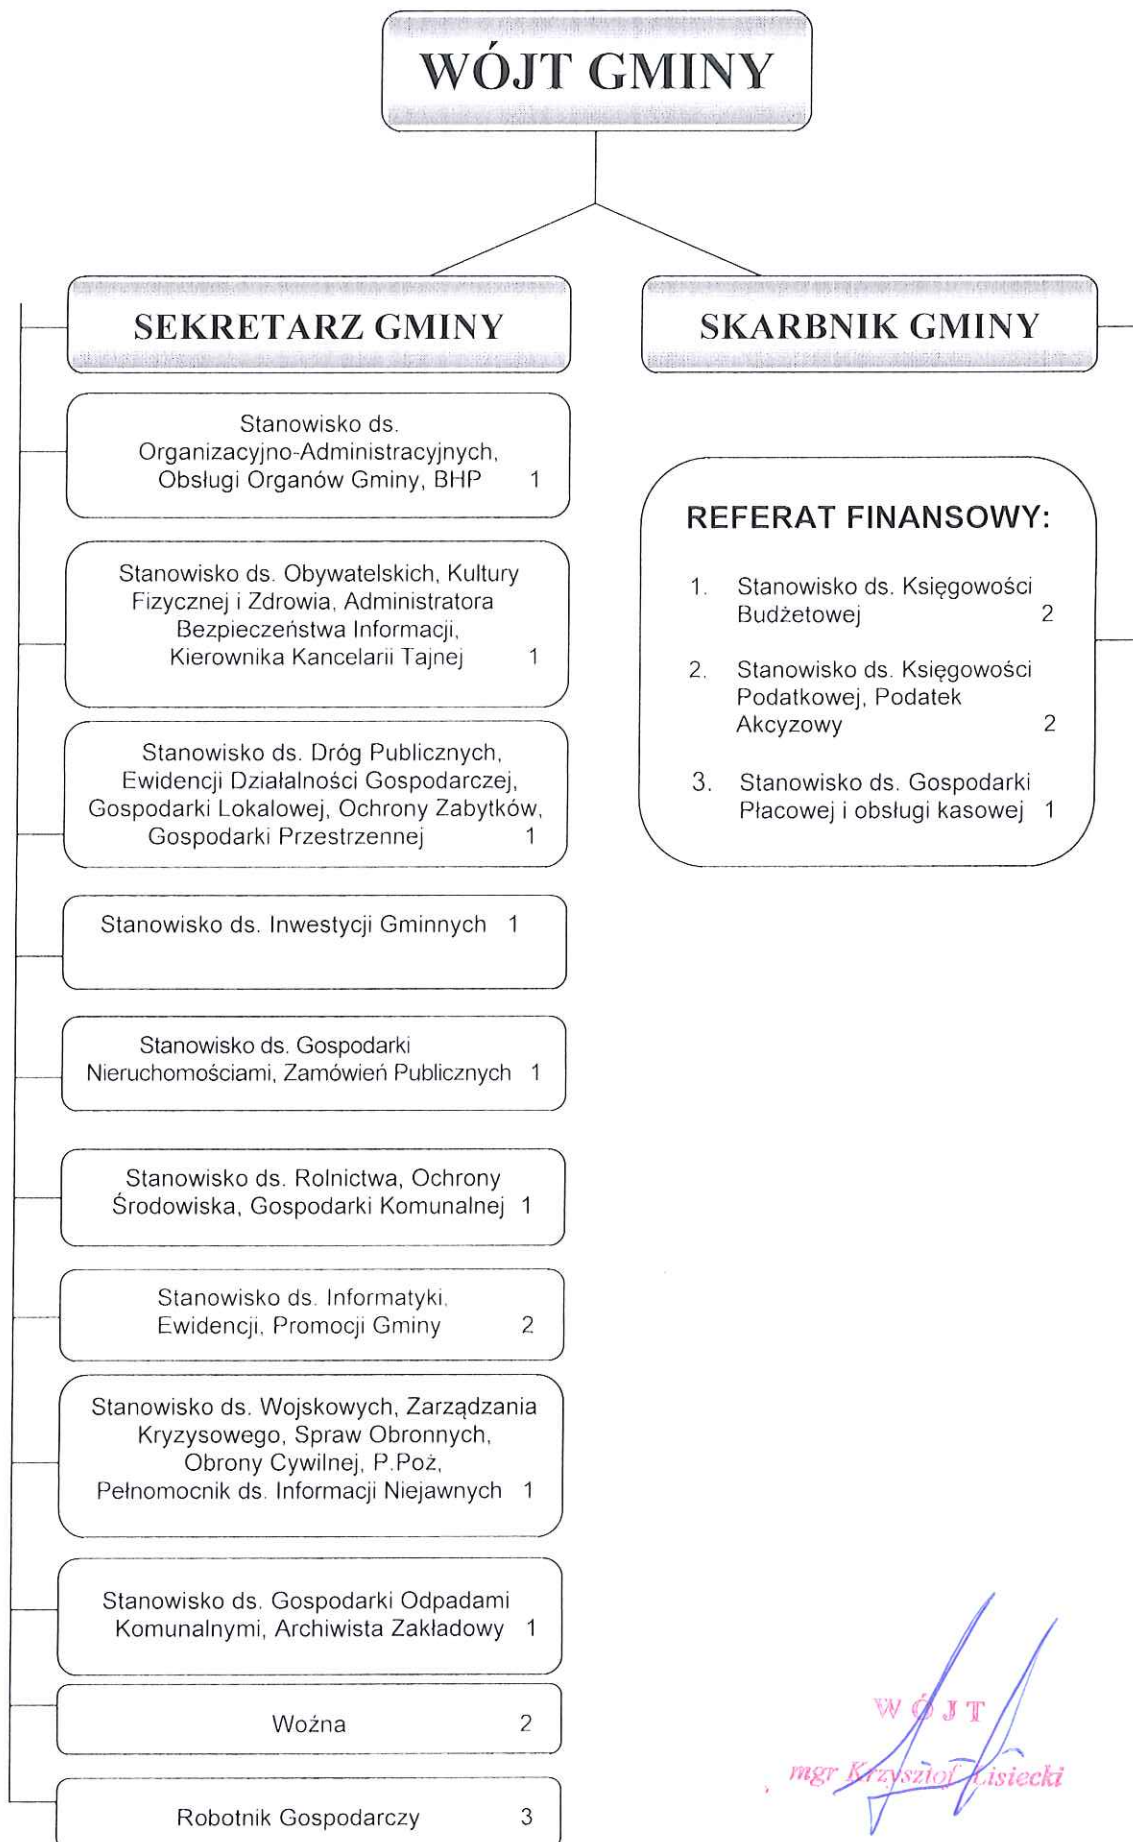 WÓJT GMINY
SEKRETARZ GMINY
Stanowisko ds.
Organizacyjno-Administracyjnych,
Obsługi Organów Gminy, BHP 1
Stanowisko ds. Obywatelskich, Kultury
Fizycznej i Zdrowia, Administratora
Bezpieczeństwa Informacji,
Kierownika Kancelarii Tajnej 1
Stanowisko ds. Dróg Publicznych,
Ewidencji Działalności Gospodarczej,
Gospodarki Lokalowej, Ochrony Zabytków,
Gospodarki Przestrzennej 1
Stanowisko ds. Inwestycji Gminnych 1
Stanowisko ds. Gospodarki
Nieruchomościami, Zamówień Publicznych 1
Stanowisko ds. Rolnictwa, Ochrony
Środowiska, Gospodarki Komunalnej 1
Stanowisko ds. Informatyki,
Ewidencji, Promocji Gminy 2
Stanowisko ds. Wojskowych, Zarządzania
Kryzysowego, Spraw Obronnych,
Obrony Cywilnej, P.Poż,
Pełnomocnik ds. Informacji Niejawnych 1
Stanowisko ds. Gospodarki Odpadami
Komunalnymi, Archiwista Zakładowy 1
Woźna 2
Robotnik Gospodarczy 3
SKARBNIK GMINY
REFERAT FINANSOWY:
1. Stanowisko ds. Księgowości
Budżetowej 2
2. Stanowisko ds. Księgowości
Podatkowej, Podatek
Akcyzowy 2
3. Stanowisko ds. Gospodarki
Płacowej i obsługi kasowej 1
WÓJT
mgr Krzysztof Lisiecki